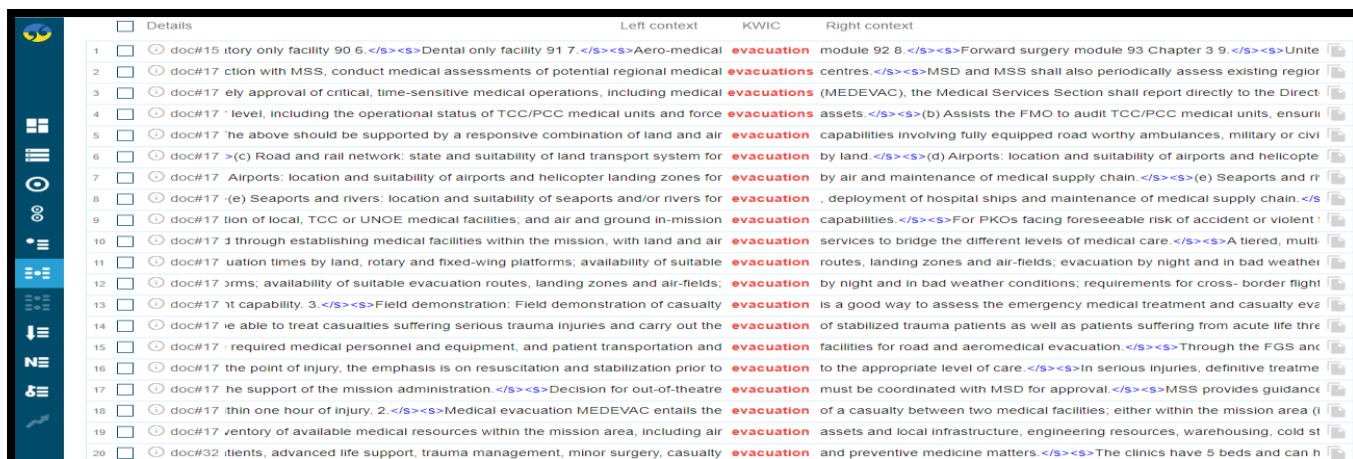 Details Left context KWIC Right context
1 doc#15 itory only facility 90 6.</s><s>Dental only facility 91 7.</s><s>Aero-medical evacuation module 92 8.</s><s>Forward surgery module 93 Chapter 3 9.</s><s>Unite
2 doc#17 ction with MSS, conduct medical assessments of potential regional medical evacuations centres.</s><s>MSD and MSS shall also periodically assess existing regior
3 doc#17 ely approval of critical, time-sensitive medical operations, including medical evacuations (MEDEVAC), the Medical Services Section shall report directly to the Direct
4 doc#17 level, including the operational status of TCC/PCC medical units and force evacuations assets.</s><s>(b) Assists the FMO to audit TCC/PCC medical units, ensuri
5 doc#17 he above should be supported by a responsive combination of land and air evacuation capabilities involving fully equipped road worthy ambulances, military or civi
6 doc#17 >(c) Road and rail network: state and suitability of land transport system for evacuation by land.</s><s>(d) Airports: location and suitability of airports and helicopte
7 doc#17 Airports: location and suitability of airports and helicopter landing zones for evacuation by air and maintenance of medical supply chain.</s><s>(e) Seaports and ri
8 doc#17 (e) Seaports and rivers: location and suitability of seaports and/or rivers for evacuation , deployment of hospital ships and maintenance of medical supply chain.</s
9 doc#17 tion of local, TCC or UNOE medical facilities; and air and ground in-mission evacuation capabilities.</s><s>For PKOs facing foreseeable risk of accident or violent
10 doc#17 through establishing medical facilities within the mission, with land and air evacuation services to bridge the different levels of medical care.</s><s>A tiered, multi-
11 doc#17 uation times by land, rotary and fixed-wing platforms; availability of suitable evacuation routes, landing zones and air-fields; evacuation by night and in bad weather
12 doc#17 orms; availability of suitable evacuation routes, landing zones and air-fields; evacuation by night and in bad weather conditions; requirements for cross- border flight
13 doc#17 nt capability. 3.</s><s>Field demonstration: Field demonstration of casualty evacuation is a good way to assess the emergency medical treatment and casualty eva
14 doc#17 be able to treat casualties suffering serious trauma injuries and carry out the evacuation of stabilized trauma patients as well as patients suffering from acute life thre
15 doc#17 required medical personnel and equipment, and patient transportation and evacuation facilities for road and aeromedical evacuation.</s><s>Through the FGS and
16 doc#17 the point of injury, the emphasis is on resuscitation and stabilization prior to evacuation to the appropriate level of care.</s><s>In serious injuries, definitive treatme
17 doc#17 he support of the mission administration.</s><s>Decision for out-of-theatre evacuation must be coordinated with MSD for approval.</s><s>MSS provides guidance
18 doc#17 thin one hour of injury. 2.</s><s>Medical evacuation MEDEVAC entails the evacuation of a casualty between two medical facilities; either within the mission area (i
19 doc#17 ventory of available medical resources within the mission area, including air evacuation assets and local infrastructure, engineering resources, warehousing, cold st
20 doc#32 tients, advanced life support, trauma management, minor surgery, casualty evacuation and preventive medicine matters.</s><s>The clinics have 5 beds and can h